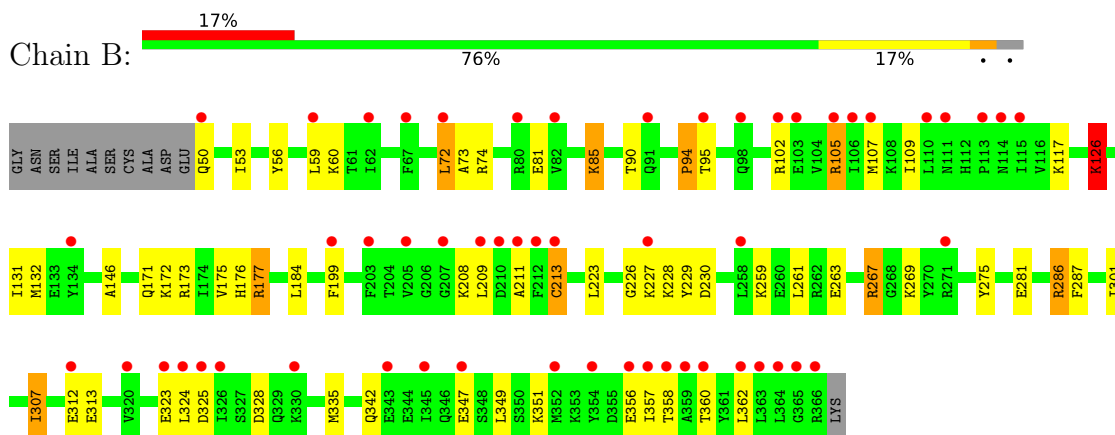 17%
Chain B:
76% 17% • •
GLY ASN SER ILE ALA SER CYS ALA ASP GLU Q50 I53 Y56 L59 K60 T61 I62 F67 L72 A73 R74 R80 E81 V82 K85 T90 Q91 P94 T95 Q98 R102 E103 V104 R105 I106 M107 K108 I109 L110 N111 H112 P113 N114 I115 V116 K117 K126
I131 M132 E133 Y134 A146 Q171 K172 R173 I174 V175 H176 R177 L184 F199 F203 T204 V205 G206 G207 K208 L209 D210 A211 F212 C213 L223 G226 K227 K228 Y229 D230 L258 K259 E260 L261 R262 E263 R267 G268 K269 Y270 R271 Y275 E281 R286 F287 I301
I307 E312 E313 V320 E323 L324 D325 I326 S327 D328 Q329 K330 M335 Q342 E343 E344 I345 Q346 E347 S348 L349 S350 K351 M352 K353 Y354 D355 E356 I357 T358 A359 T360 Y361 L362 L363 L364 G365 R366 LYS